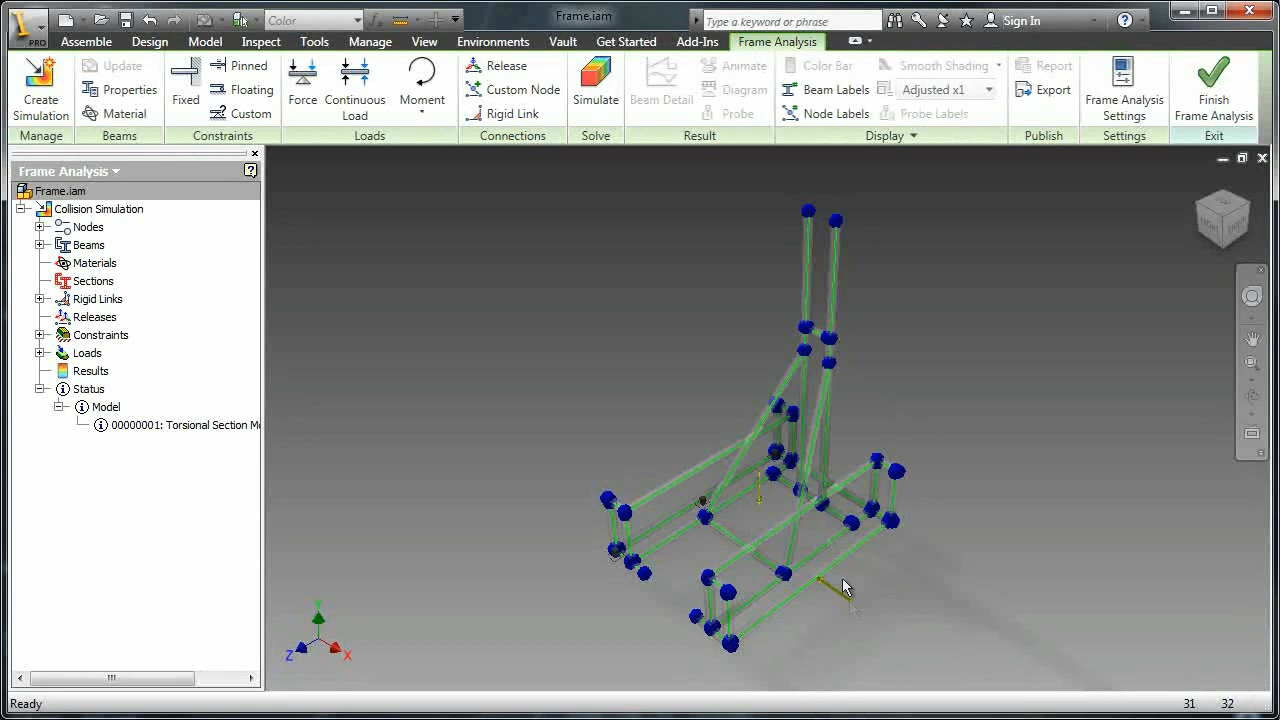 Color
Frame.iam
Type a keyword or phrase
Sign In
PRO
Assemble Design Model Inspect Tools Manage View Environments Vault Get Started Add-Ins Frame Analysis
Create Simulation
Update
Properties
Material
Fixed
Pinned
Floating
Custom
Force
Continuous Load
Moment
Release
Custom Node
Rigid Link
Simulate
Beam Detail
Animate
Diagram
Probe
Color Bar
Beam Labels
Node Labels
Smooth Shading
Adjusted x1
Probe Labels
Report
Export
Frame Analysis Settings
Finish Frame Analysis
Manage Beams Constraints Loads Connections Solve Result Display Publish Settings Exit
Frame Analysis
Frame.iam
Collision Simulation
Nodes
Beams
Materials
Sections
Rigid Links
Releases
Constraints
Loads
Results
Status
Model
00000001: Torsional Section M
Y
Z
X
Ready
31 32